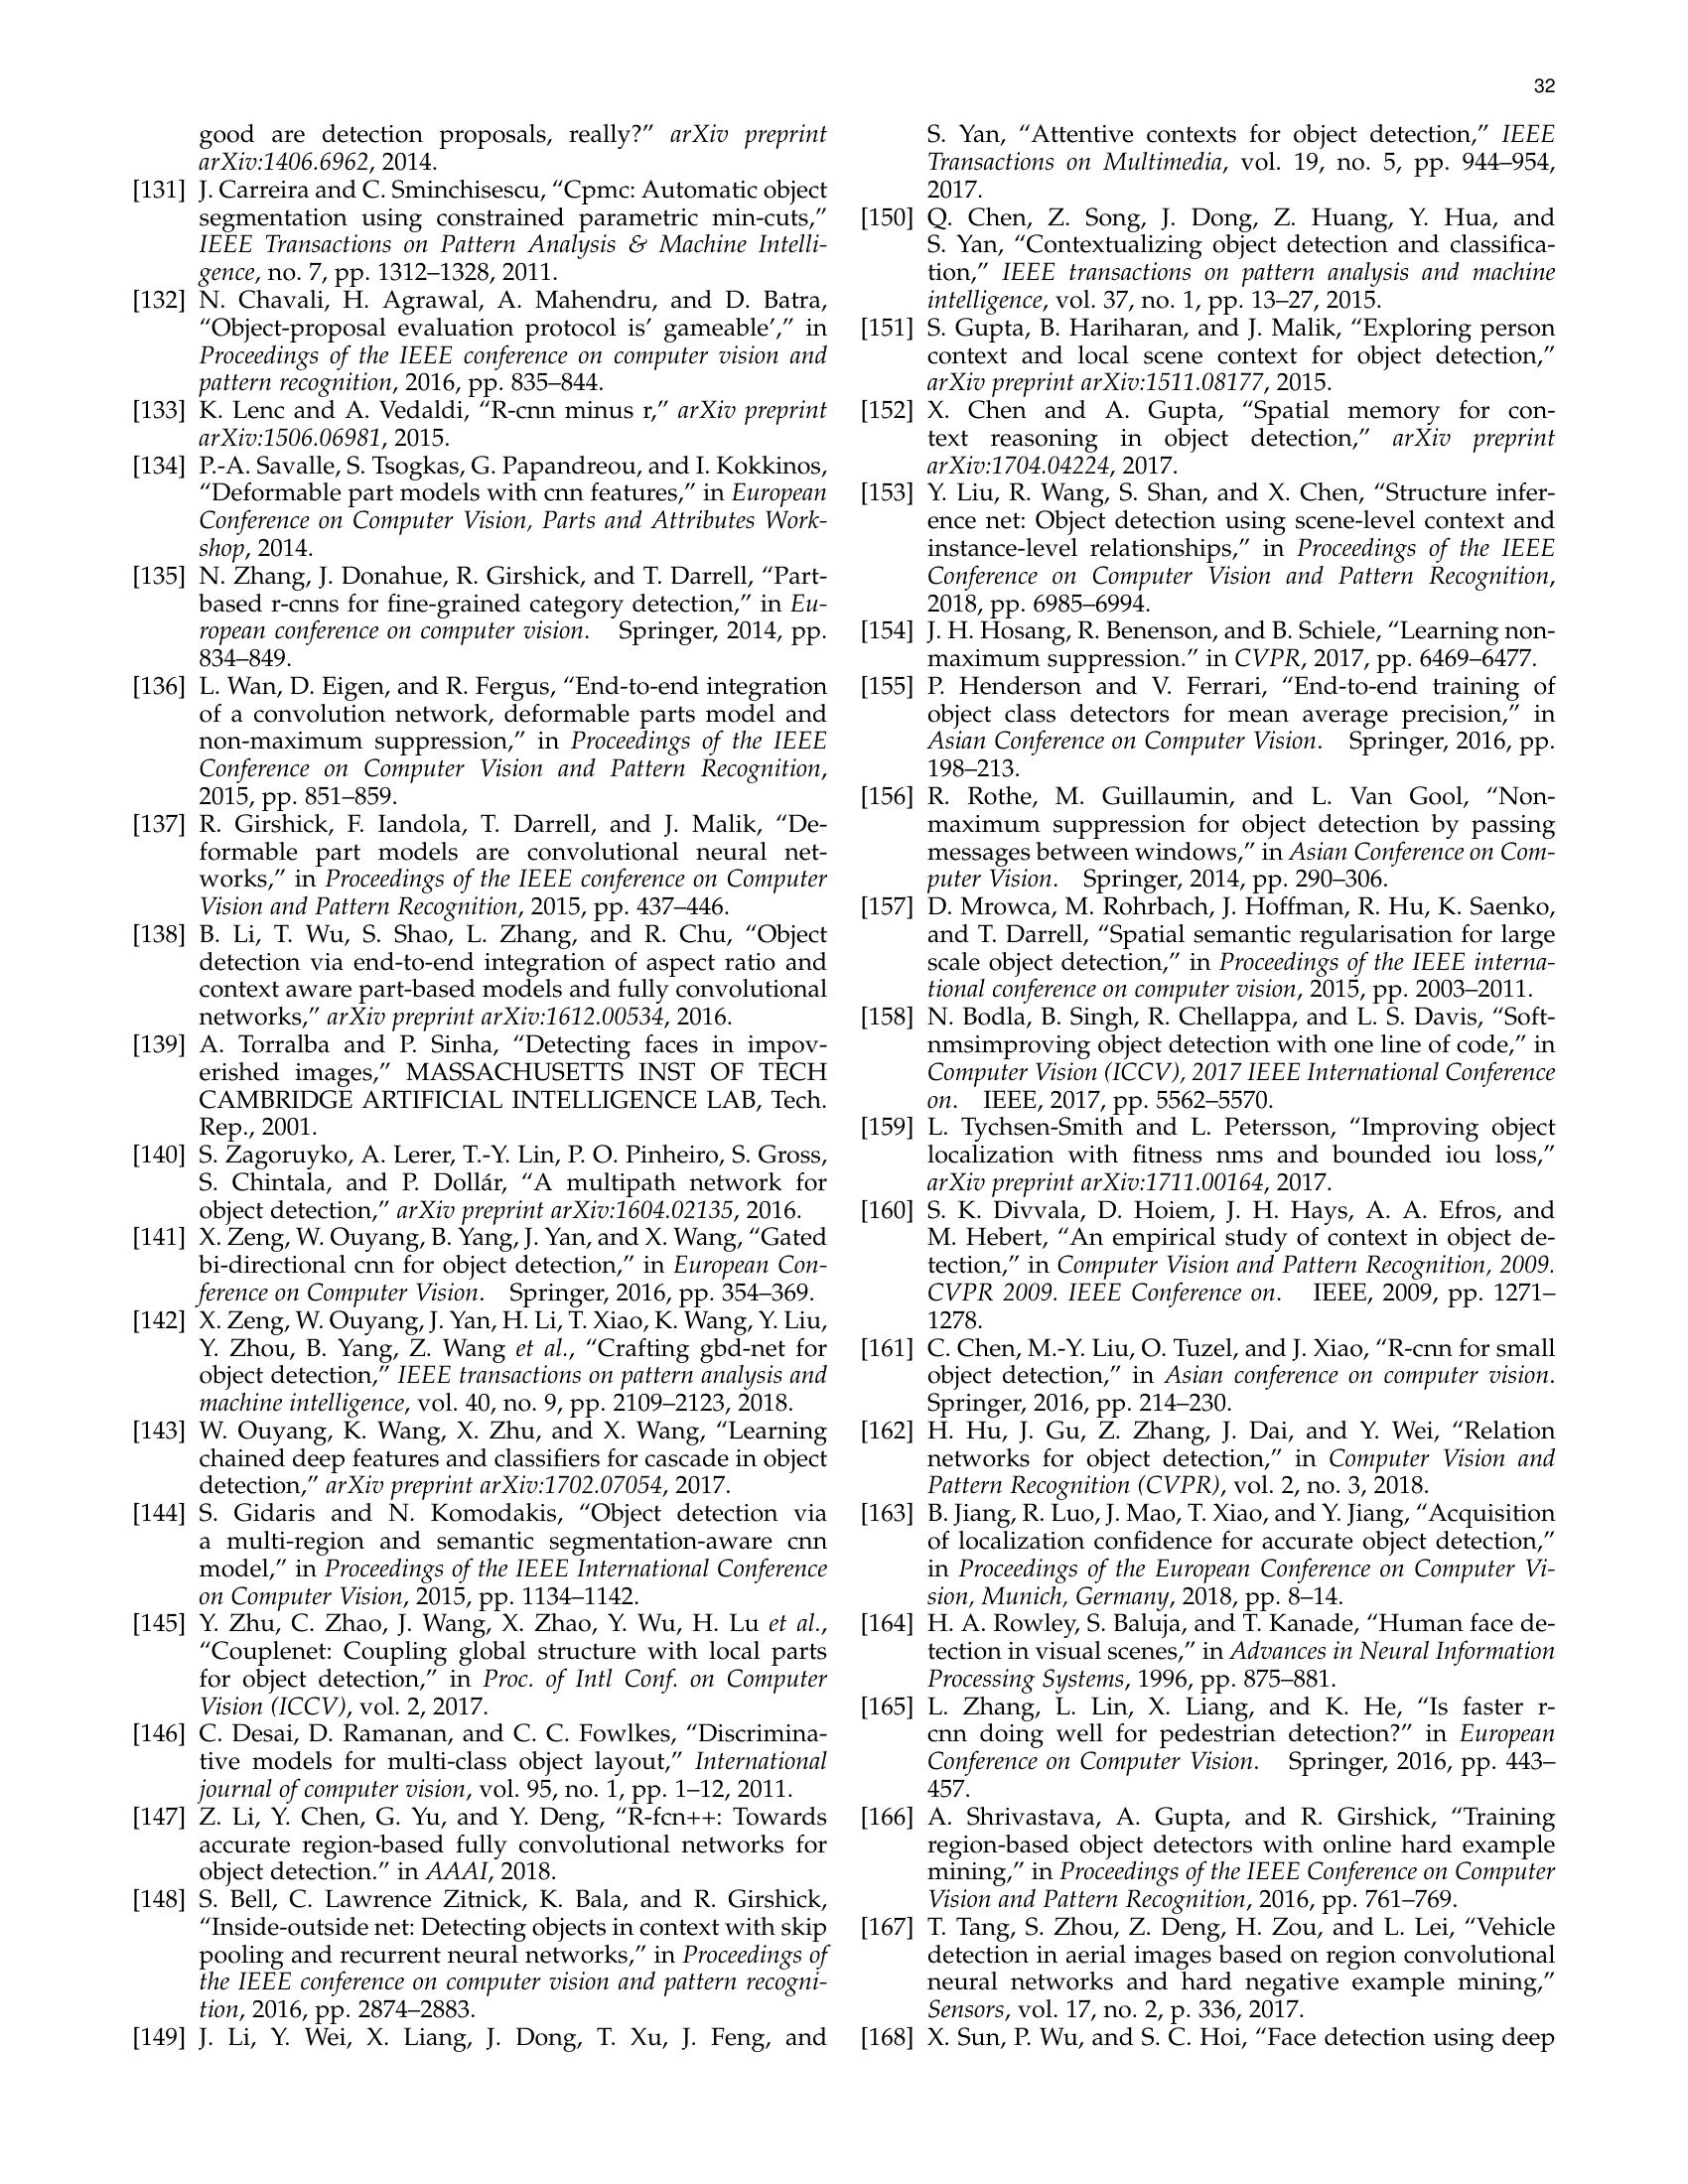 32
good are detection proposals, really?” arXiv preprint
arXiv:1406.6962, 2014.
[131] J. Carreira and C. Sminchisescu, “Cpmc: Automatic object
segmentation using constrained parametric min-cuts,”
IEEE Transactions on Pattern Analysis & Machine Intelli-
gence, no. 7, pp. 1312–1328, 2011.
[132] N. Chavali, H. Agrawal, A. Mahendru, and D. Batra,
“Object-proposal evaluation protocol is’ gameable’,” in
Proceedings of the IEEE conference on computer vision and
pattern recognition, 2016, pp. 835–844.
[133] K. Lenc and A. Vedaldi, “R-cnn minus r,” arXiv preprint
arXiv:1506.06981, 2015.
[134] P.-A. Savalle, S. Tsogkas, G. Papandreou, and I. Kokkinos,
“Deformable part models with cnn features,” in European
Conference on Computer Vision, Parts and Attributes Work-
shop, 2014.
[135] N. Zhang, J. Donahue, R. Girshick, and T. Darrell, “Part-
based r-cnns for fine-grained category detection,” in Eu-
ropean conference on computer vision. Springer, 2014, pp.
834–849.
[136] L. Wan, D. Eigen, and R. Fergus, “End-to-end integration
of a convolution network, deformable parts model and
non-maximum suppression,” in Proceedings of the IEEE
Conference on Computer Vision and Pattern Recognition,
2015, pp. 851–859.
[137] R. Girshick, F. Iandola, T. Darrell, and J. Malik, “De-
formable part models are convolutional neural net-
works,” in Proceedings of the IEEE conference on Computer
Vision and Pattern Recognition, 2015, pp. 437–446.
[138] B. Li, T. Wu, S. Shao, L. Zhang, and R. Chu, “Object
detection via end-to-end integration of aspect ratio and
context aware part-based models and fully convolutional
networks,” arXiv preprint arXiv:1612.00534, 2016.
[139] A. Torralba and P. Sinha, “Detecting faces in impov-
erished images,” MASSACHUSETTS INST OF TECH
CAMBRIDGE ARTIFICIAL INTELLIGENCE LAB, Tech.
Rep., 2001.
[140] S. Zagoruyko, A. Lerer, T.-Y. Lin, P. O. Pinheiro, S. Gross,
S. Chintala, and P. Dollár, “A multipath network for
object detection,” arXiv preprint arXiv:1604.02135, 2016.
[141] X. Zeng, W. Ouyang, B. Yang, J. Yan, and X. Wang, “Gated
bi-directional cnn for object detection,” in European Con-
ference on Computer Vision. Springer, 2016, pp. 354–369.
[142] X. Zeng, W. Ouyang, J. Yan, H. Li, T. Xiao, K. Wang, Y. Liu,
Y. Zhou, B. Yang, Z. Wang et al., “Crafting gbd-net for
object detection,” IEEE transactions on pattern analysis and
machine intelligence, vol. 40, no. 9, pp. 2109–2123, 2018.
[143] W. Ouyang, K. Wang, X. Zhu, and X. Wang, “Learning
chained deep features and classifiers for cascade in object
detection,” arXiv preprint arXiv:1702.07054, 2017.
[144] S. Gidaris and N. Komodakis, “Object detection via
a multi-region and semantic segmentation-aware cnn
model,” in Proceedings of the IEEE International Conference
on Computer Vision, 2015, pp. 1134–1142.
[145] Y. Zhu, C. Zhao, J. Wang, X. Zhao, Y. Wu, H. Lu et al.,
“Couplenet: Coupling global structure with local parts
for object detection,” in Proc. of Intl Conf. on Computer
Vision (ICCV), vol. 2, 2017.
[146] C. Desai, D. Ramanan, and C. C. Fowlkes, “Discrimina-
tive models for multi-class object layout,” International
journal of computer vision, vol. 95, no. 1, pp. 1–12, 2011.
[147] Z. Li, Y. Chen, G. Yu, and Y. Deng, “R-fcn++: Towards
accurate region-based fully convolutional networks for
object detection.” in AAAI, 2018.
[148] S. Bell, C. Lawrence Zitnick, K. Bala, and R. Girshick,
“Inside-outside net: Detecting objects in context with skip
pooling and recurrent neural networks,” in Proceedings of
the IEEE conference on computer vision and pattern recogni-
tion, 2016, pp. 2874–2883.
[149] J. Li, Y. Wei, X. Liang, J. Dong, T. Xu, J. Feng, and
S. Yan, “Attentive contexts for object detection,” IEEE
Transactions on Multimedia, vol. 19, no. 5, pp. 944–954,
2017.
[150] Q. Chen, Z. Song, J. Dong, Z. Huang, Y. Hua, and
S. Yan, “Contextualizing object detection and classifica-
tion,” IEEE transactions on pattern analysis and machine
intelligence, vol. 37, no. 1, pp. 13–27, 2015.
[151] S. Gupta, B. Hariharan, and J. Malik, “Exploring person
context and local scene context for object detection,”
arXiv preprint arXiv:1511.08177, 2015.
[152] X. Chen and A. Gupta, “Spatial memory for con-
text reasoning in object detection,” arXiv preprint
arXiv:1704.04224, 2017.
[153] Y. Liu, R. Wang, S. Shan, and X. Chen, “Structure infer-
ence net: Object detection using scene-level context and
instance-level relationships,” in Proceedings of the IEEE
Conference on Computer Vision and Pattern Recognition,
2018, pp. 6985–6994.
[154] J. H. Hosang, R. Benenson, and B. Schiele, “Learning non-
maximum suppression.” in CVPR, 2017, pp. 6469–6477.
[155] P. Henderson and V. Ferrari, “End-to-end training of
object class detectors for mean average precision,” in
Asian Conference on Computer Vision. Springer, 2016, pp.
198–213.
[156] R. Rothe, M. Guillaumin, and L. Van Gool, “Non-
maximum suppression for object detection by passing
messages between windows,” in Asian Conference on Com-
puter Vision. Springer, 2014, pp. 290–306.
[157] D. Mrowca, M. Rohrbach, J. Hoffman, R. Hu, K. Saenko,
and T. Darrell, “Spatial semantic regularisation for large
scale object detection,” in Proceedings of the IEEE interna-
tional conference on computer vision, 2015, pp. 2003–2011.
[158] N. Bodla, B. Singh, R. Chellappa, and L. S. Davis, “Soft-
nmsimproving object detection with one line of code,” in
Computer Vision (ICCV), 2017 IEEE International Conference
on. IEEE, 2017, pp. 5562–5570.
[159] L. Tychsen-Smith and L. Petersson, “Improving object
localization with fitness nms and bounded iou loss,”
arXiv preprint arXiv:1711.00164, 2017.
[160] S. K. Divvala, D. Hoiem, J. H. Hays, A. A. Efros, and
M. Hebert, “An empirical study of context in object de-
tection,” in Computer Vision and Pattern Recognition, 2009.
CVPR 2009. IEEE Conference on. IEEE, 2009, pp. 1271–
1278.
[161] C. Chen, M.-Y. Liu, O. Tuzel, and J. Xiao, “R-cnn for small
object detection,” in Asian conference on computer vision.
Springer, 2016, pp. 214–230.
[162] H. Hu, J. Gu, Z. Zhang, J. Dai, and Y. Wei, “Relation
networks for object detection,” in Computer Vision and
Pattern Recognition (CVPR), vol. 2, no. 3, 2018.
[163] B. Jiang, R. Luo, J. Mao, T. Xiao, and Y. Jiang, “Acquisition
of localization confidence for accurate object detection,”
in Proceedings of the European Conference on Computer Vi-
sion, Munich, Germany, 2018, pp. 8–14.
[164] H. A. Rowley, S. Baluja, and T. Kanade, “Human face de-
tection in visual scenes,” in Advances in Neural Information
Processing Systems, 1996, pp. 875–881.
[165] L. Zhang, L. Lin, X. Liang, and K. He, “Is faster r-
cnn doing well for pedestrian detection?” in European
Conference on Computer Vision. Springer, 2016, pp. 443–
457.
[166] A. Shrivastava, A. Gupta, and R. Girshick, “Training
region-based object detectors with online hard example
mining,” in Proceedings of the IEEE Conference on Computer
Vision and Pattern Recognition, 2016, pp. 761–769.
[167] T. Tang, S. Zhou, Z. Deng, H. Zou, and L. Lei, “Vehicle
detection in aerial images based on region convolutional
neural networks and hard negative example mining,”
Sensors, vol. 17, no. 2, p. 336, 2017.
[168] X. Sun, P. Wu, and S. C. Hoi, “Face detection using deep